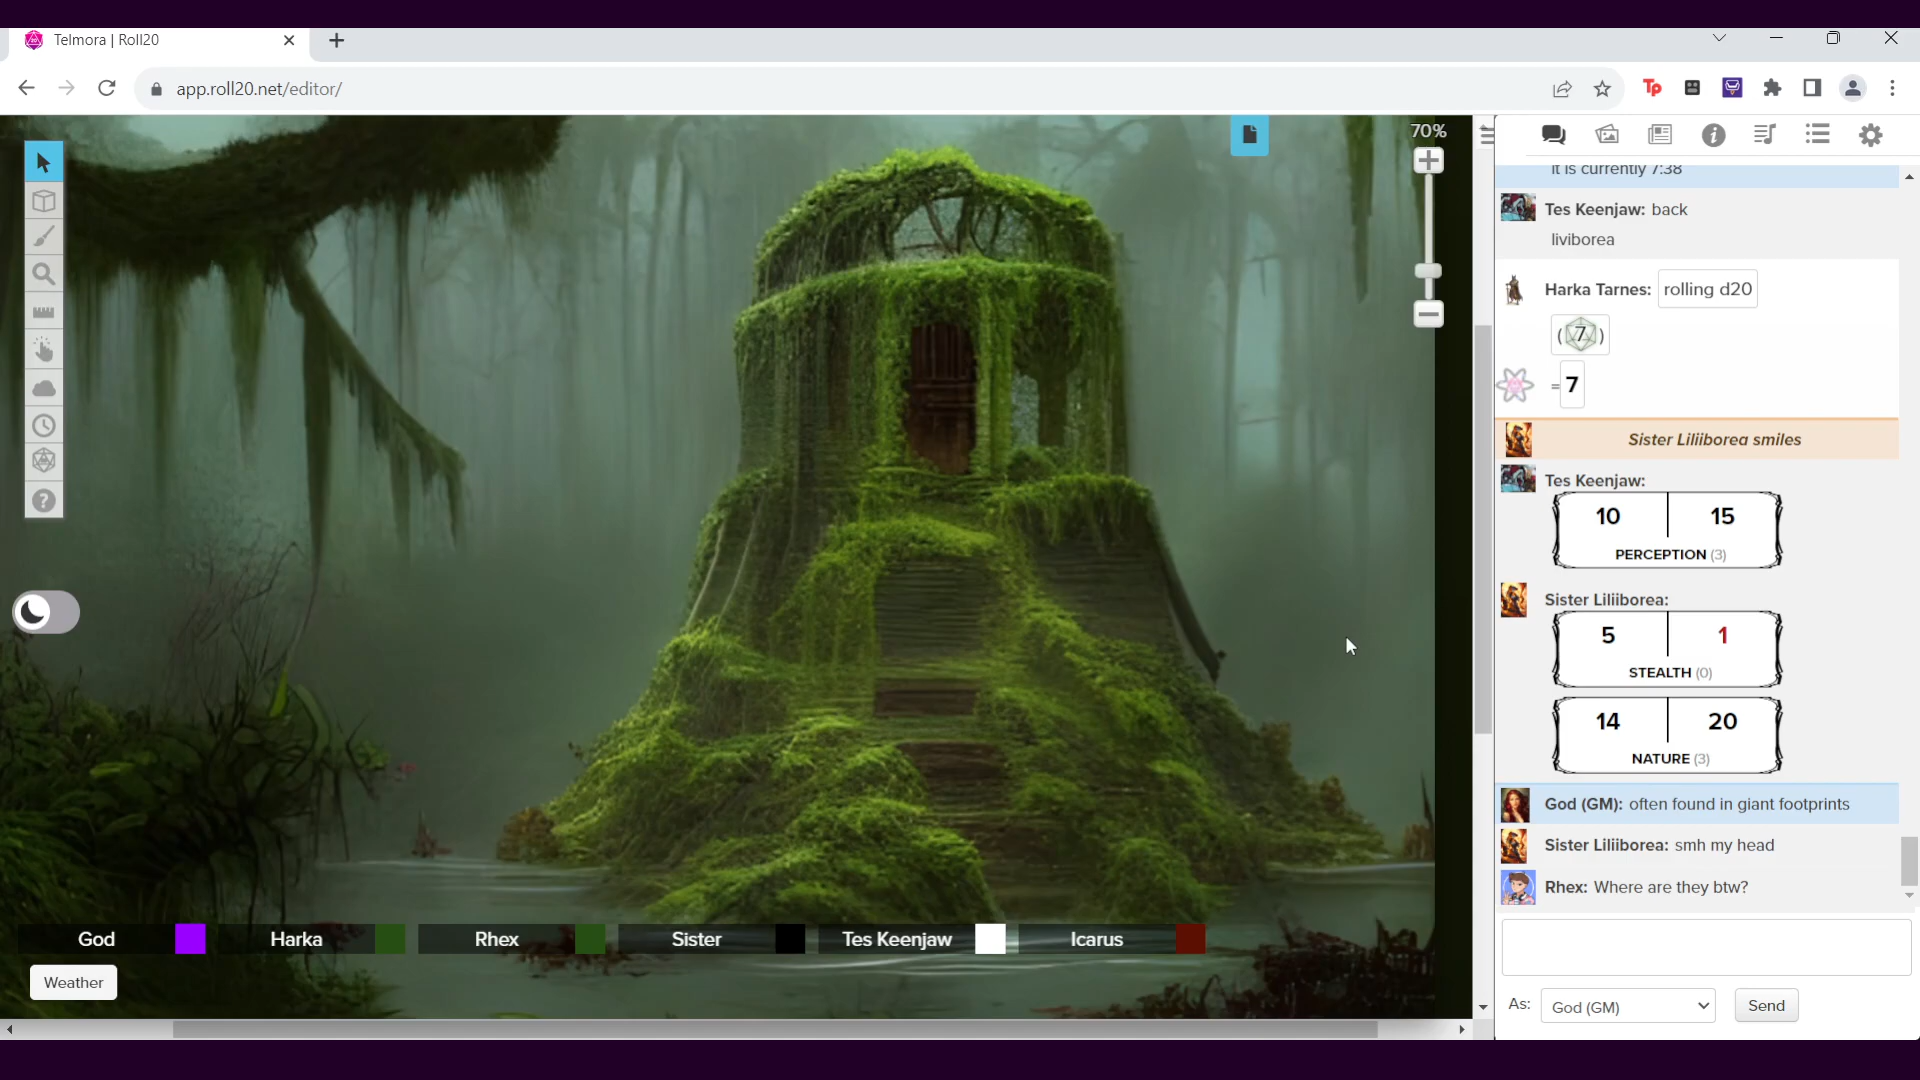 Telmora | Roll20
app.roll20.net/editor/
70%
it is currently 7:38
Tes Keenjaw: back
liviborea
Harka Tarnes: rolling d20
(7)
=7
Sister Liliiborea smiles
Tes Keenjaw:
10 15
PERCEPTION (3)
Sister Liliiborea:
5 1
STEALTH (0)
14 20
NATURE (3)
God (GM): often found in giant footprints
Sister Liliiborea: smh my head
Rhex: Where are they btw?
God Harka Rhex Sister Tes Keenjaw Icarus
Weather
As: God (GM) Send